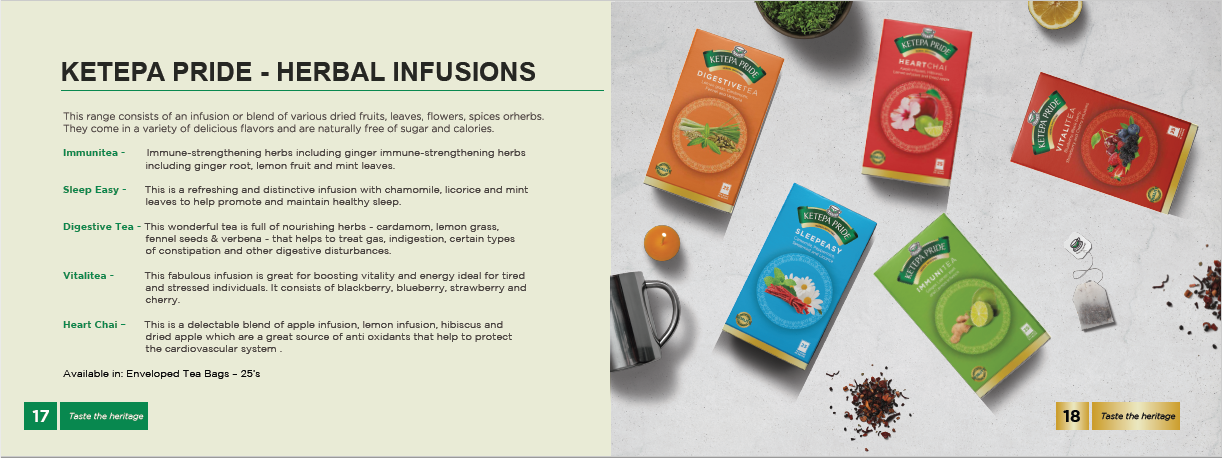 KETEPA PRIDE - HERBAL INFUSIONS
This range consists of an infusion or blend of various dried fruits, leaves, flowers, spices orherbs.
They come in a variety of delicious flavors and are naturally free of sugar and calories.
Immunitea - Immune-strengthening herbs including ginger immune-strengthening herbs
including ginger root, lemon fruit and mint leaves.
Sleep Easy - This is a refreshing and distinctive infusion with chamomile, licorice and mint
leaves to help promote and maintain healthy sleep.
Digestive Tea - This wonderful tea is full of nourishing herbs - cardamom, lemon grass,
fennel seeds & verbena - that helps to treat gas, indigestion, certain types
of constipation and other digestive disturbances.
Vitalitea - This fabulous infusion is great for boosting vitality and energy ideal for tired
and stressed individuals. It consists of blackberry, blueberry, strawberry and
cherry.
Heart Chai – This is a delectable blend of apple infusion, lemon infusion, hibiscus and
dried apple which are a great source of anti oxidants that help to protect
the cardiovascular system .
Available in: Enveloped Tea Bags – 25's
17 Taste the heritage
KETEPA PRIDE
DIGESTIVETEA
KETEPA PRIDE
HEARTCHAI
KETEPA PRIDE
VITALITEA
KETEPA PRIDE
SLEEPEASY
KETEPA PRIDE
IMMUNITEA
18 Taste the heritage